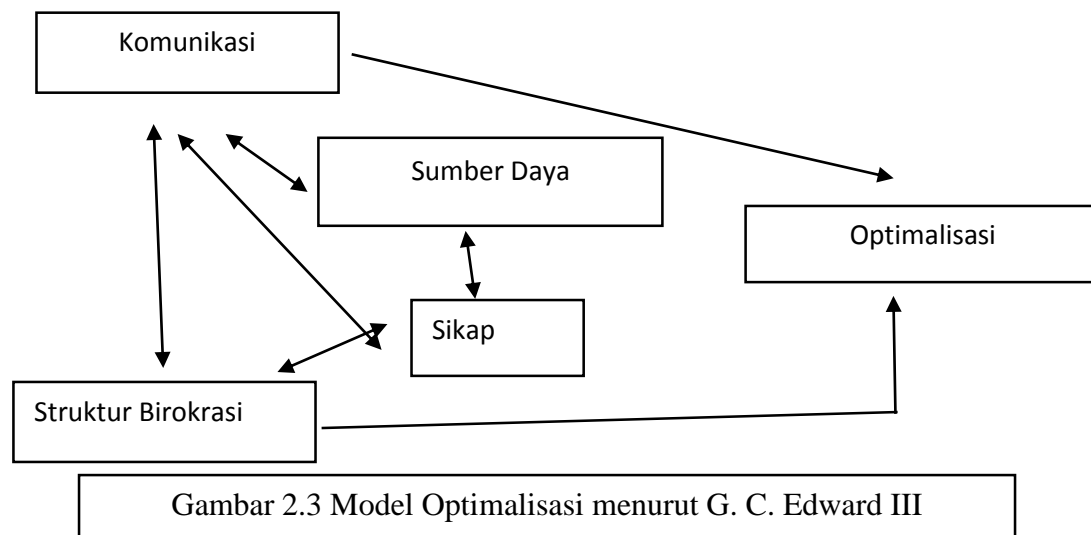 Komunikasi
Sumber Daya
Optimalisasi
Sikap
Struktur Birokrasi
Gambar 2.3 Model Optimalisasi menurut G. C. Edward III